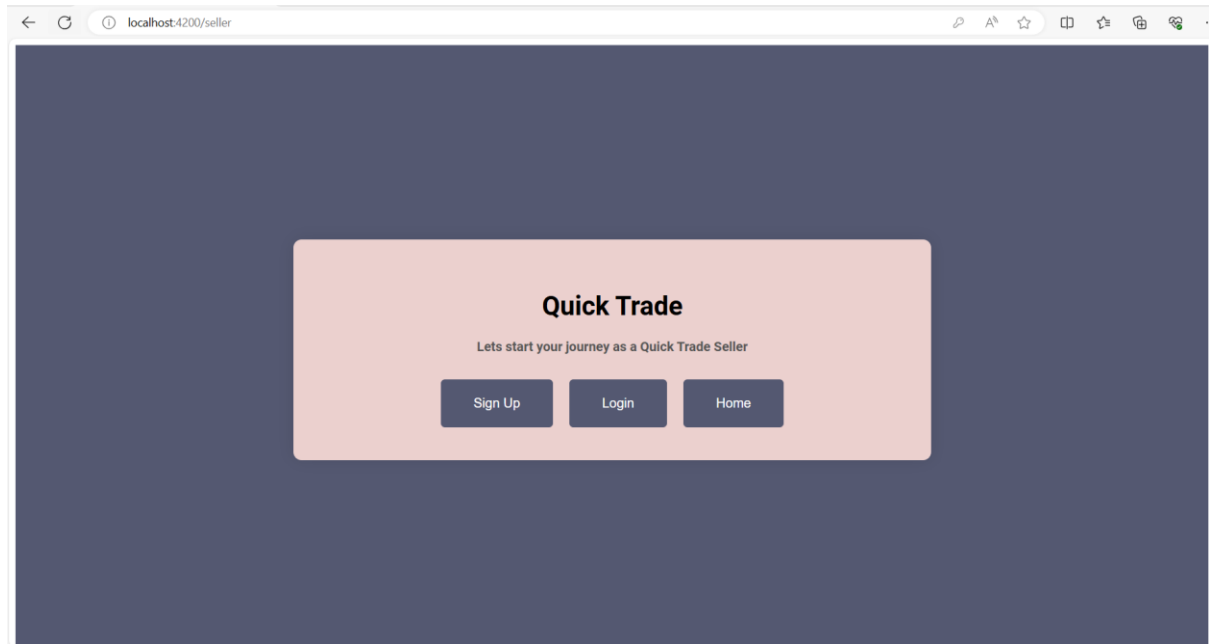 localhost:4200/seller
Quick Trade
Lets start your journey as a Quick Trade Seller
Sign Up
Login
Home